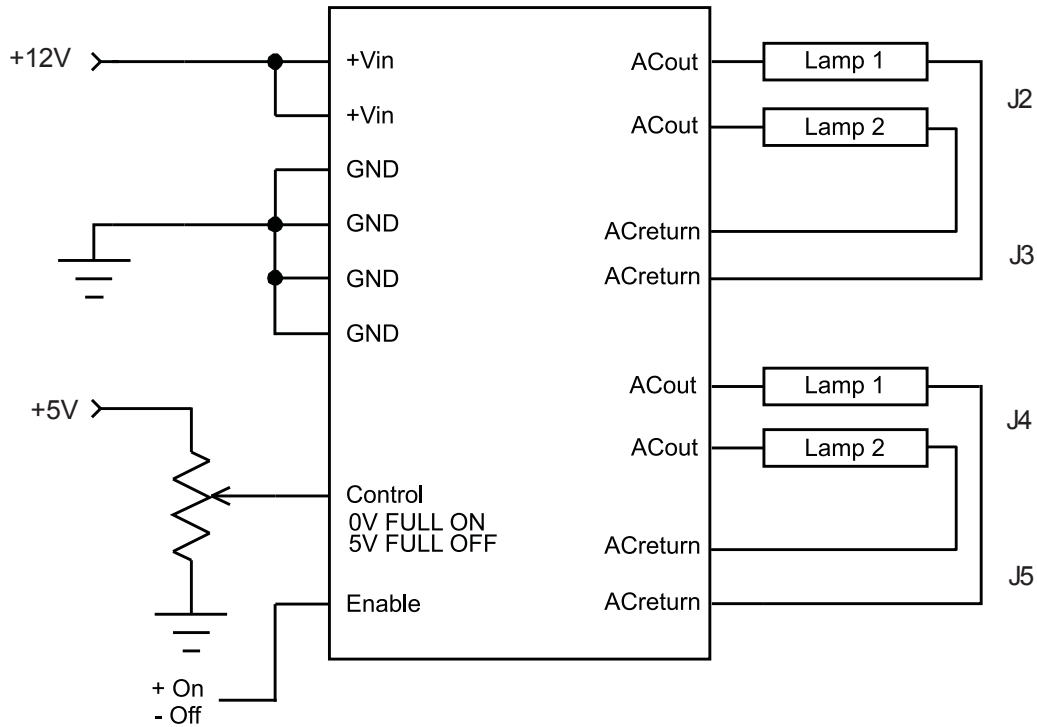 +12V
+Vin
+Vin
GND
GND
GND
GND
+5V
Control
0V FULL ON
5V FULL OFF
Enable
+ On
- Off
ACout
Lamp 1
J2
ACout
Lamp 2
ACreturn
J3
ACreturn
ACout
Lamp 1
J4
ACout
Lamp 2
ACreturn
J5
ACreturn